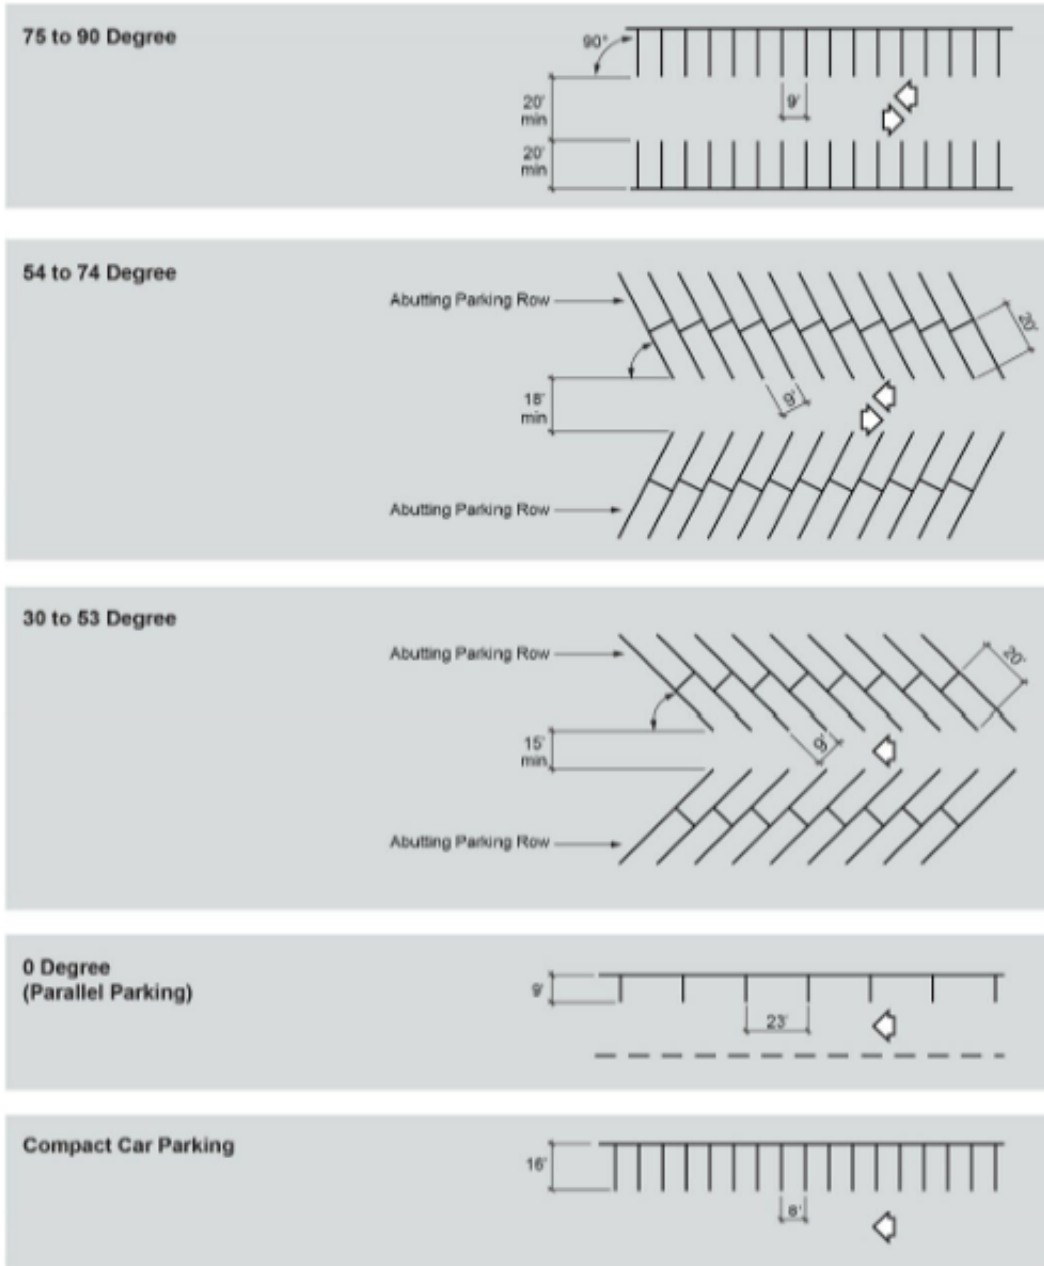 75 to 90 Degree
90°
20'
min
9'
20'
min
54 to 74 Degree
Abutting Parking Row
20'
18'
min
9'
Abutting Parking Row
30 to 53 Degree
Abutting Parking Row
20'
15'
min
9'
Abutting Parking Row
0 Degree
(Parallel Parking)
9'
23'
Compact Car Parking
16'
8'